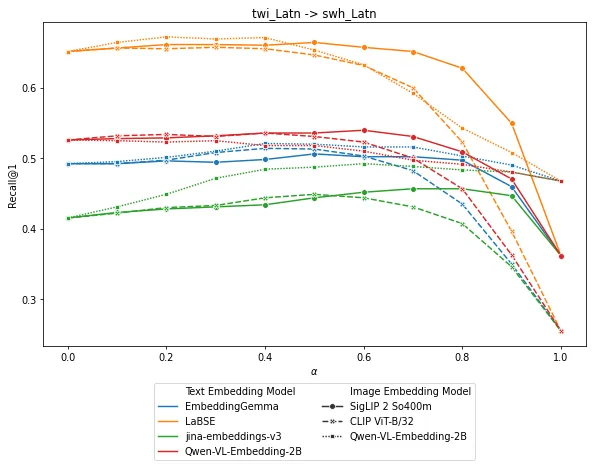 twi_Latn -> swh_Latn
Recall@1
0.6
0.5
0.4
0.3
0.0 0.2 0.4 0.6 0.8 1.0
α
Text Embedding Model Image Embedding Model
EmbeddingGemma SigLIP 2 So400m
LaBSE CLIP ViT-B/32
jina-embeddings-v3 Qwen-VL-Embedding-2B
Qwen-VL-Embedding-2B